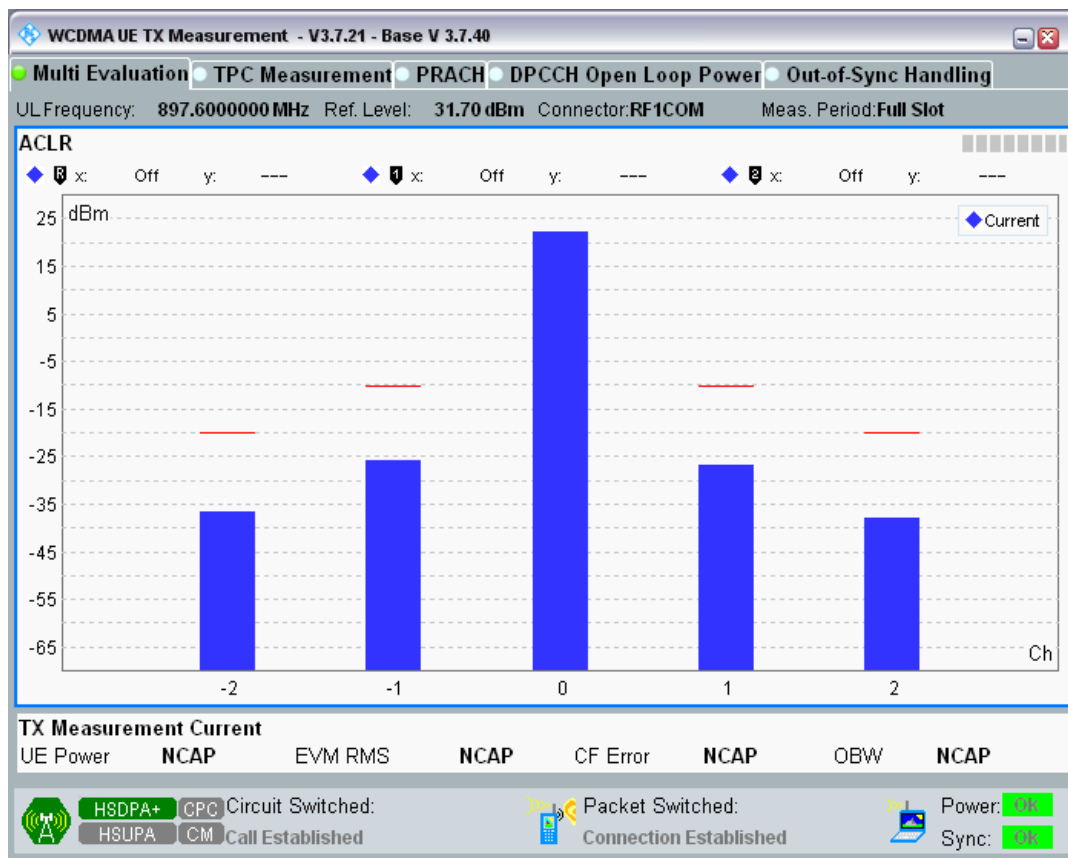 WCDMA UE TX Measurement - V3.7.21 - Base V 3.7.40
Multi Evaluation TPC Measurement PRACH DPCCH Open Loop Power Out-of-Sync Handling
UL Frequency: 897.6000000 MHz Ref. Level: 31.70 dBm Connector:RF1COM Meas. Period:Full Slot
ACLR
R x: Off y: --- 1 x: Off y: --- 2 x: Off y: ---
dBm
Current
25
15
5
-5
-15
-25
-35
-45
-55
-65
Ch
-2 -1 0 1 2
TX Measurement Current
UE Power NCAP EVM RMS NCAP CF Error NCAP OBW NCAP
HSDPA+ CPC Circuit Switched: Packet Switched: Power: Ok
HSUPA CM Call Established Connection Established Sync: Ok